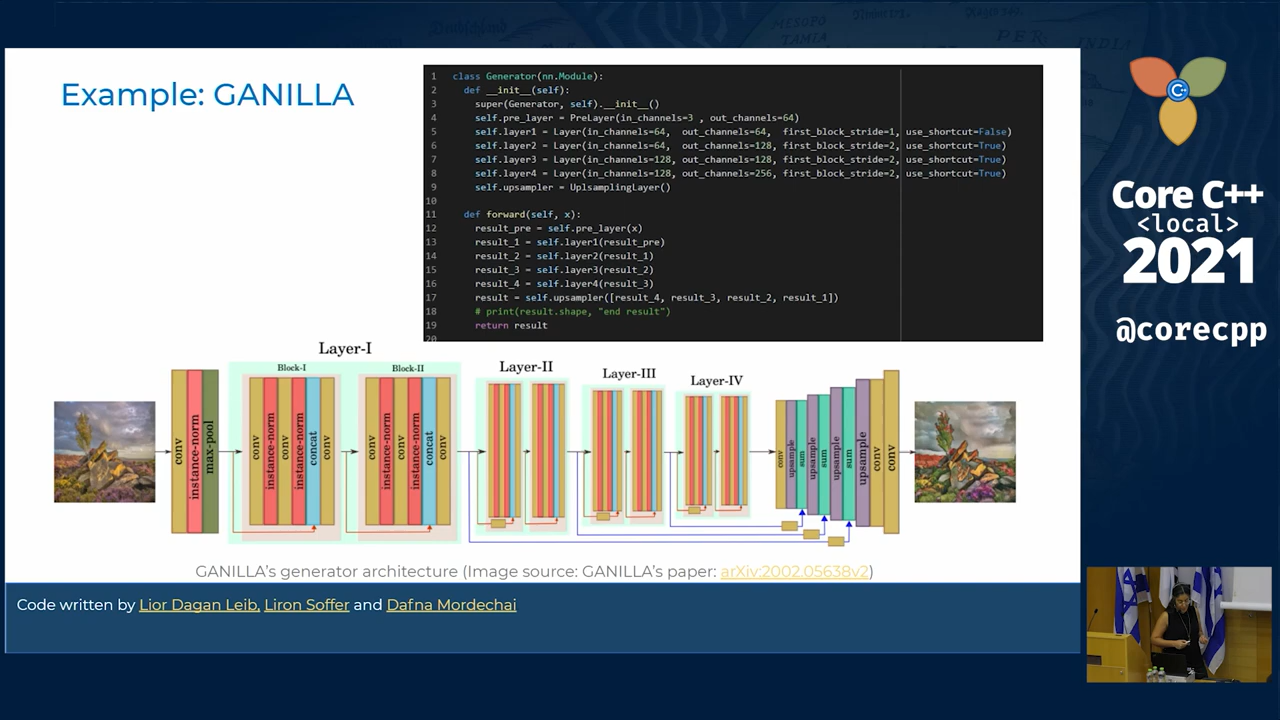 Example: GANILLA
1 class Generator(nn.Module):
2 def __init__(self):
3 super(Generator, self).__init__()
4 self.pre_layer = PreLayer(in_channels=3 , out_channels=64)
5 self.layer1 = Layer(in_channels=64, out_channels=64, first_block_stride=1, use_shortcut=False)
6 self.layer2 = Layer(in_channels=64, out_channels=128, first_block_stride=2, use_shortcut=True)
7 self.layer3 = Layer(in_channels=128, out_channels=128, first_block_stride=2, use_shortcut=True)
8 self.layer4 = Layer(in_channels=128, out_channels=256, first_block_stride=2, use_shortcut=True)
9 self.upsampler = UplsamplingLayer()
10
11 def forward(self, x):
12 result_pre = self.pre_layer(x)
13 result_1 = self.layer1(result_pre)
14 result_2 = self.layer2(result_1)
15 result_3 = self.layer3(result_2)
16 result_4 = self.layer4(result_3)
17 result = self.upsampler([result_4, result_3, result_2, result_1])
18 # print(result.shape, "end result")
19 return result
20
Layer-I
Block-I
Block-II
Layer-II
Layer-III
Layer-IV
conv
instance-norm
max-pool
conv
instance-norm
conv
instance-norm
concat
conv
conv
instance-norm
conv
instance-norm
concat
conv
conv
upsample
sum
upsample
sum
upsample
sum
upsample
conv
conv
GANILLA's generator architecture (Image source: GANILLA's paper: arXiv:2002.05638v2)
Code written by Lior Dagan Leib, Liron Soffer and Dafna Mordechai
C++
Core C++
<local>
2021
@corecpp
MESOPO
TAMIA
PER
INDIA